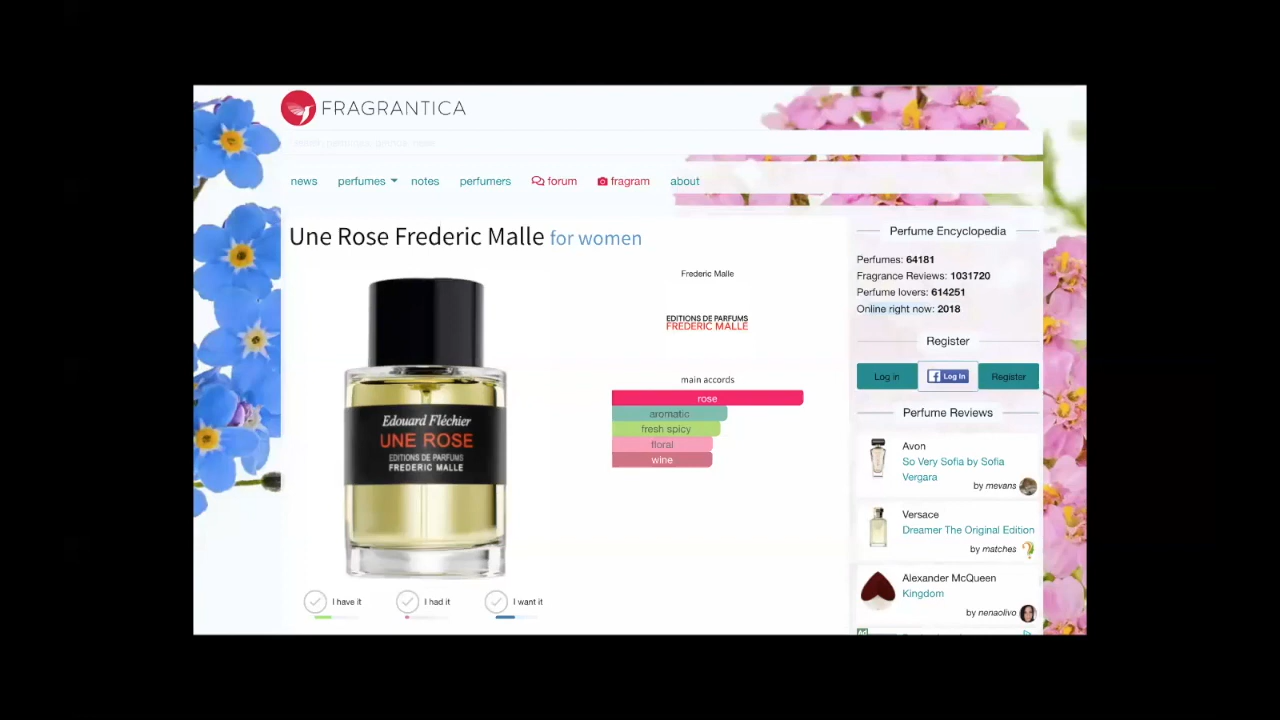 FRAGRANTICA
news perfumes notes perfumers forum fragram about
Une Rose Frederic Malle for women
Frederic Malle
EDITIONS DE PARFUMS
FREDERIC MALLE
main accords
rose
aromatic
fresh spicy
floral
wine
Edouard Fléchier
UNE ROSE
EDITIONS DE PARFUMS
FREDERIC MALLE
I have it I had it I want it
Perfume Encyclopedia
Perfumes: 64181
Fragrance Reviews: 1031720
Perfume lovers: 614251
Online right now: 2018
Register
Log in Log In Register
Perfume Reviews
Avon
So Very Sofia by Sofia
Vergara
by mevans
Versace
Dreamer The Original Edition
by matches
Alexander McQueen
Kingdom
by nenaolivo
Ad